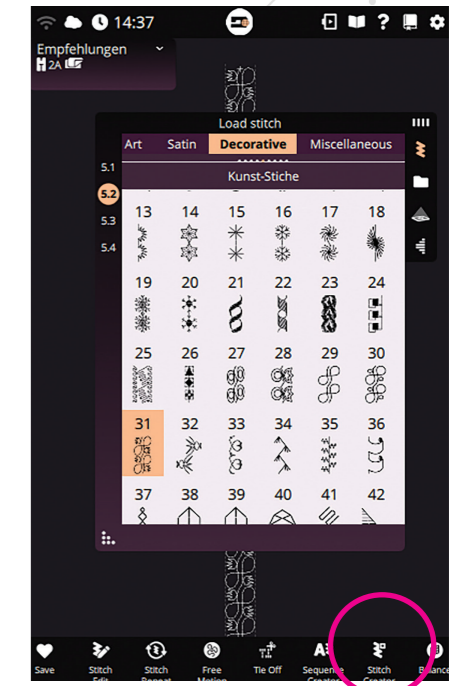 14:37
?
Empfehlungen
2A
Load stitch
Art Satin Decorative Miscellaneous
Kunst-Stiche
5.1
5.2
5.3
5.4
13 14 15 16 17 18
19 20 21 22 23 24
25 26 27 28 29 30
31 32 33 34 35 36
37 38 39 40 41 42
Save Stitch Stitch Free Tie Off Sequence Stitch Balance
Edit Repeat Motion Creator Creator